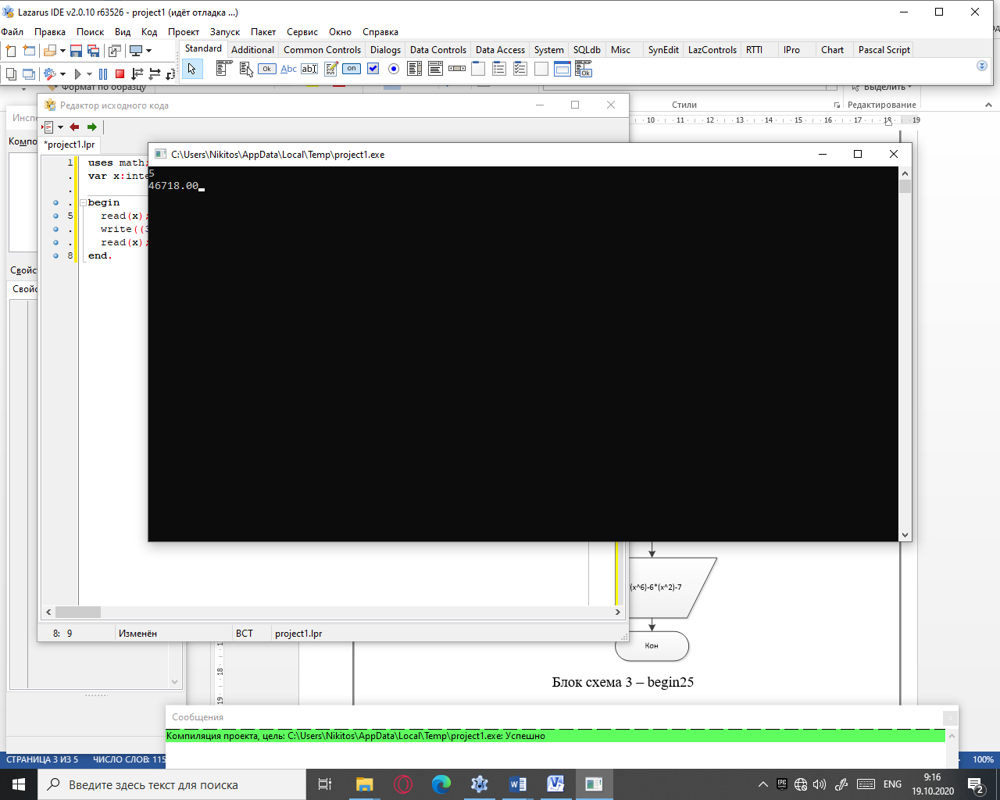 Lazarus IDE v2.0.10 r63526 - project1 (идёт отладка ...)
Файл Правка Поиск Вид Код Проект Запуск Пакет Сервис Окно Справка
Standard Additional Common Controls Dialogs Data Controls Data Access System SQLdb Misc SynEdit LazControls RTTI IPro Chart Pascal Script
Ok Abc abI on Ok
Формат по образцу
Выделить
Стили
Редактирование
Редактор исходного кода
10 11 12 13 14 15 16 17 18 19
*project1.lpr
C:\Users\Nikitos\AppData\Local\Temp\project1.exe
1 uses math;
. var x:inte
.
. begin
5 read(x);
. write((3
. read(x);
8 end.
5
46718.00
(x^6)-6*(x^2)-7
Кон
8: 9 Изменён ВСТ project1.lpr
18
19
Блок схема 3 – begin25
Сообщения
Компиляция проекта, цель: C:\Users\Nikitos\AppData\Local\Temp\project1.exe: Успешно
СТРАНИЦА 3 ИЗ 5 ЧИСЛО СЛОВ: 115 100%
Введите здесь текст для поиска
EPIC
ENG
9:16
19.10.2020
2